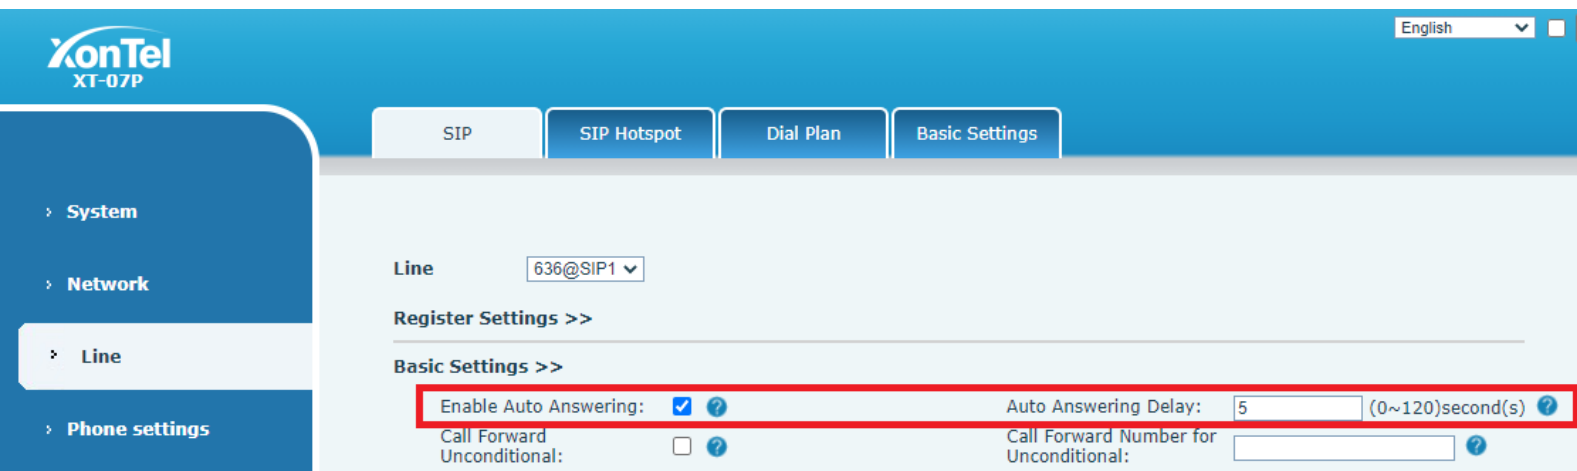 English
XonTel
XT-07P
SIP
SIP Hotspot
Dial Plan
Basic Settings
System
Network
Line
Phone settings
Line 636@SIP1
Register Settings >>
Basic Settings >>
Enable Auto Answering: ? Auto Answering Delay: 5 (0~120)second(s) ?
Call Forward
Unconditional: ? Call Forward Number for
Unconditional: ?